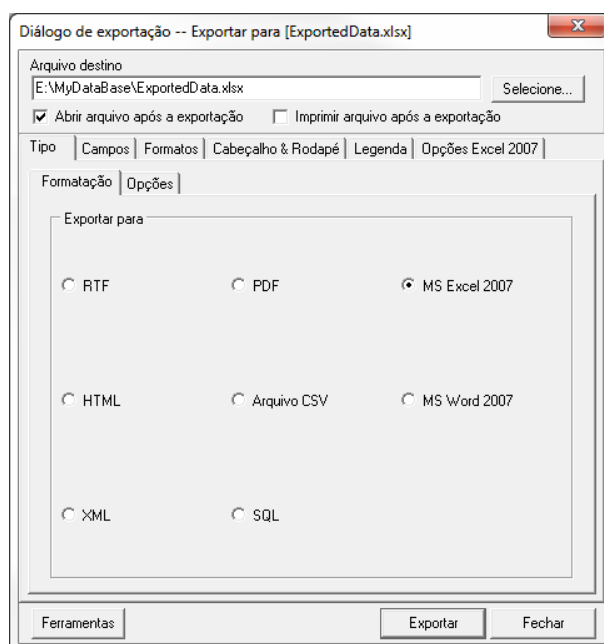 Diálogo de exportação -- Exportar para [ExportedData.xlsx]
Arquivo destino
E:\MyDataBase\ExportedData.xlsx
Selecione...
Abrir arquivo após a exportação Imprimir arquivo após a exportação
Tipo Campos Formatos Cabeçalho & Rodapé Legenda Opções Excel 2007
Formatação Opções
Exportar para
RTF PDF MS Excel 2007
HTML Arquivo CSV MS Word 2007
XML SQL
Ferramentas Exportar Fechar